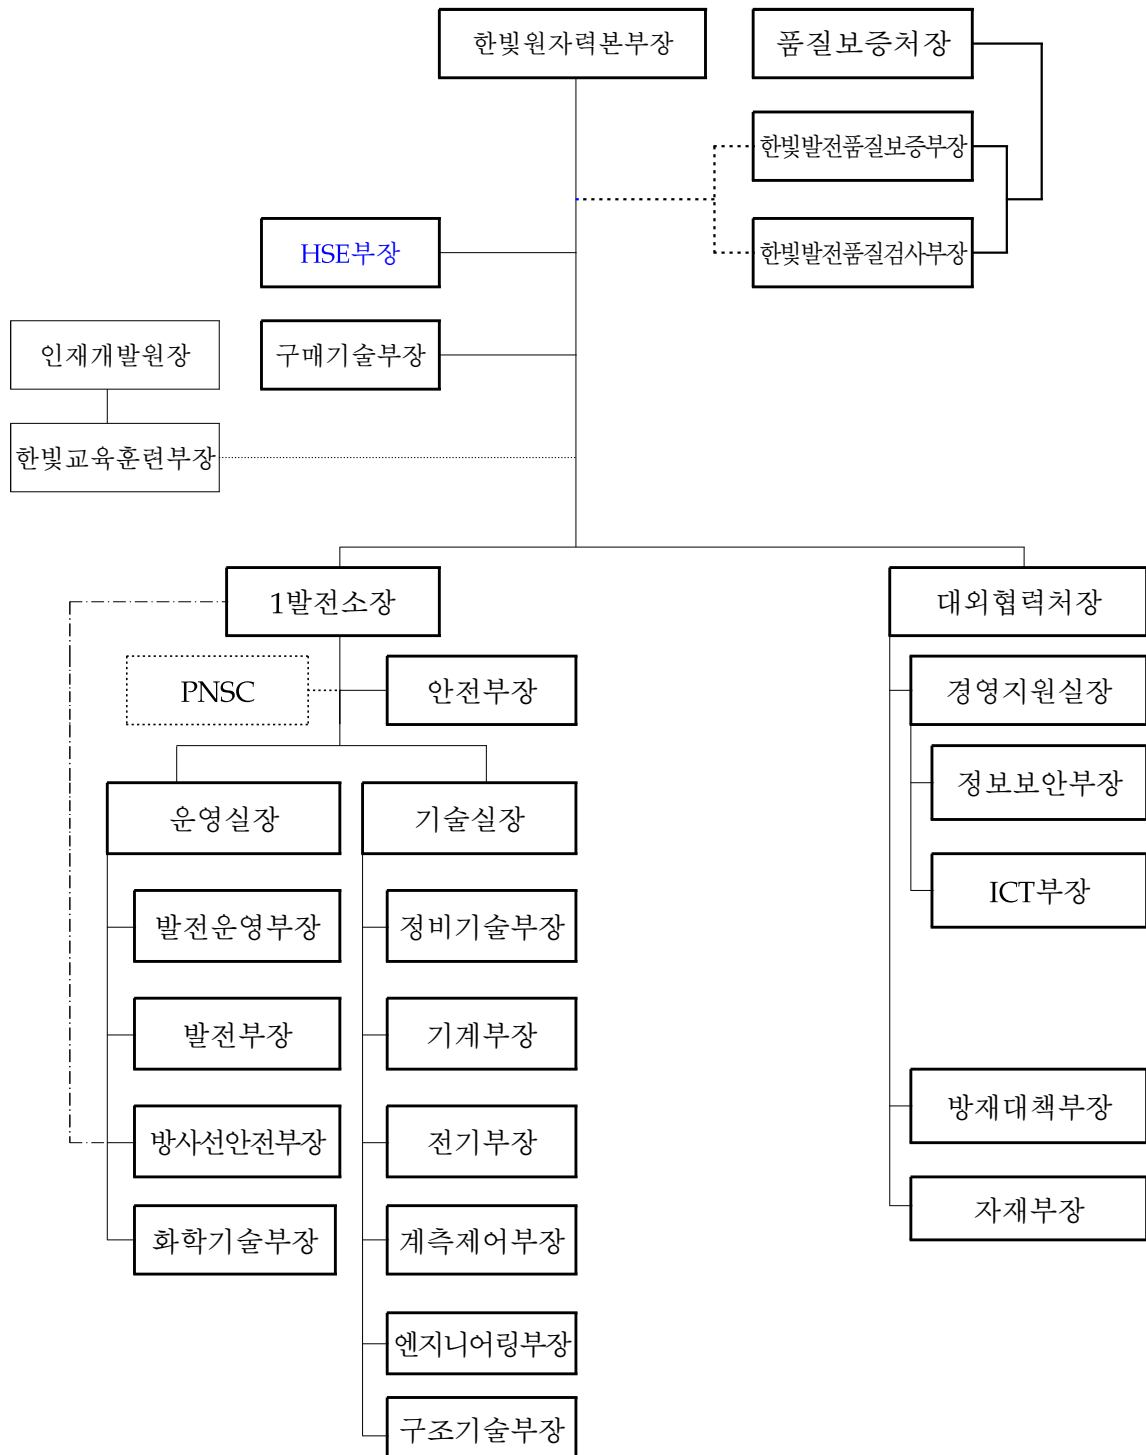 한빛원자력본부장
품질보증처장
한빛발전품질보증부장
한빛발전품질검사부장
HSE부장
구매기술부장
인재개발원장
한빛교육훈련부장
1발전소장
대외협력처장
PNSC
안전부장
경영지원실장
정보보안부장
운영실장
기술실장
ICT부장
발전운영부장
정비기술부장
발전부장
기계부장
방재대책부장
방사선안전부장
전기부장
자재부장
화학기술부장
계측제어부장
엔지니어링부장
구조기술부장